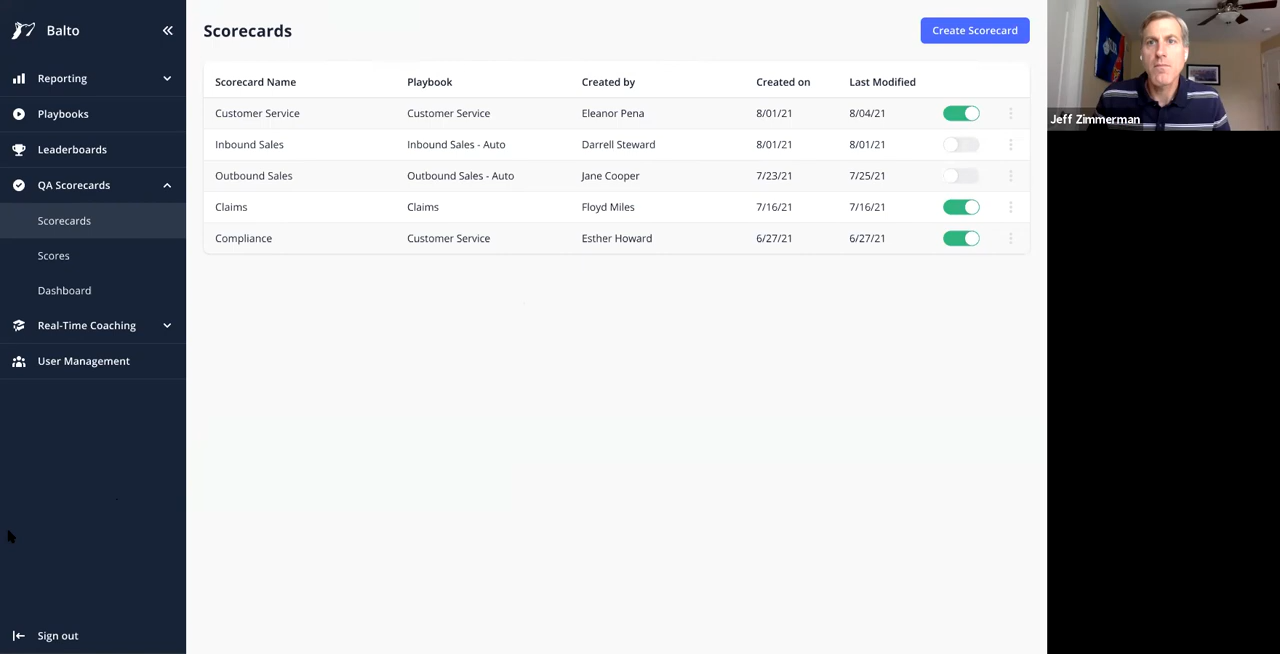 Balto
Reporting
Playbooks
Leaderboards
QA Scorecards
Scorecards
Scores
Dashboard
Real-Time Coaching
User Management
Sign out
Scorecards
Create Scorecard
Scorecard Name Playbook Created by Created on Last Modified
Customer Service Customer Service Eleanor Pena 8/01/21 8/04/21
Inbound Sales Inbound Sales - Auto Darrell Steward 8/01/21 8/01/21
Outbound Sales Outbound Sales - Auto Jane Cooper 7/23/21 7/25/21
Claims Claims Floyd Miles 7/16/21 7/16/21
Compliance Customer Service Esther Howard 6/27/21 6/27/21
Jeff Zimmerman